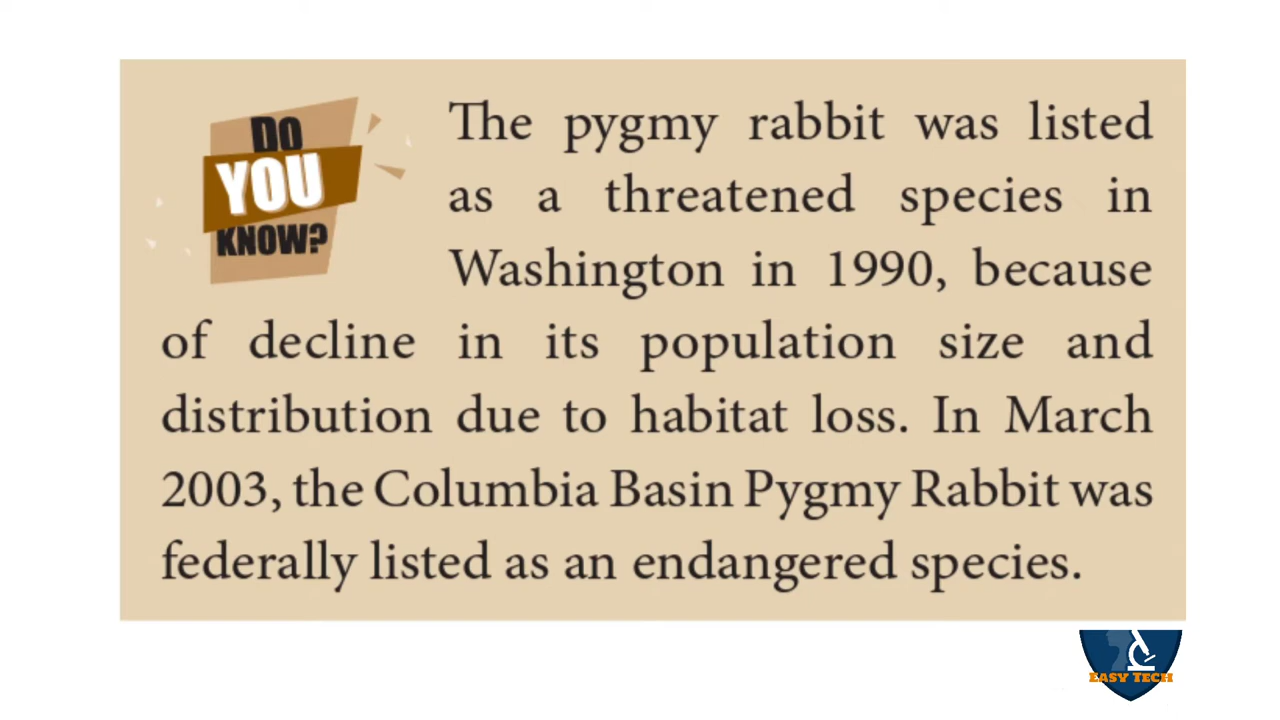 DO
YOU
KNOW?
The pygmy rabbit was listed
as a threatened species in
Washington in 1990, because
of decline in its population size and
distribution due to habitat loss. In March
2003, the Columbia Basin Pygmy Rabbit was
federally listed as an endangered species.
EASY TECH